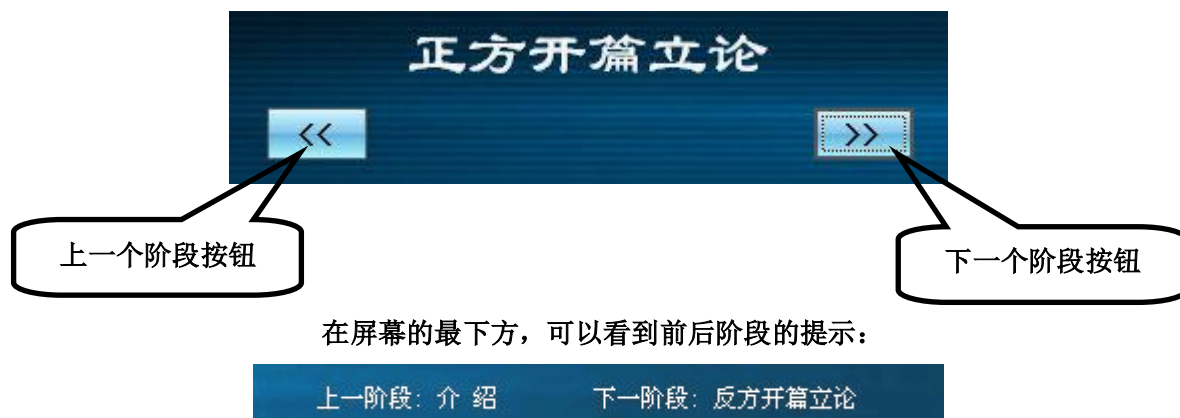 正方开篇立论
<< >>
上一个阶段按钮 下一个阶段按钮
在屏幕的最下方，可以看到前后阶段的提示：
上一阶段: 介 绍 下一阶段: 反方开篇立论